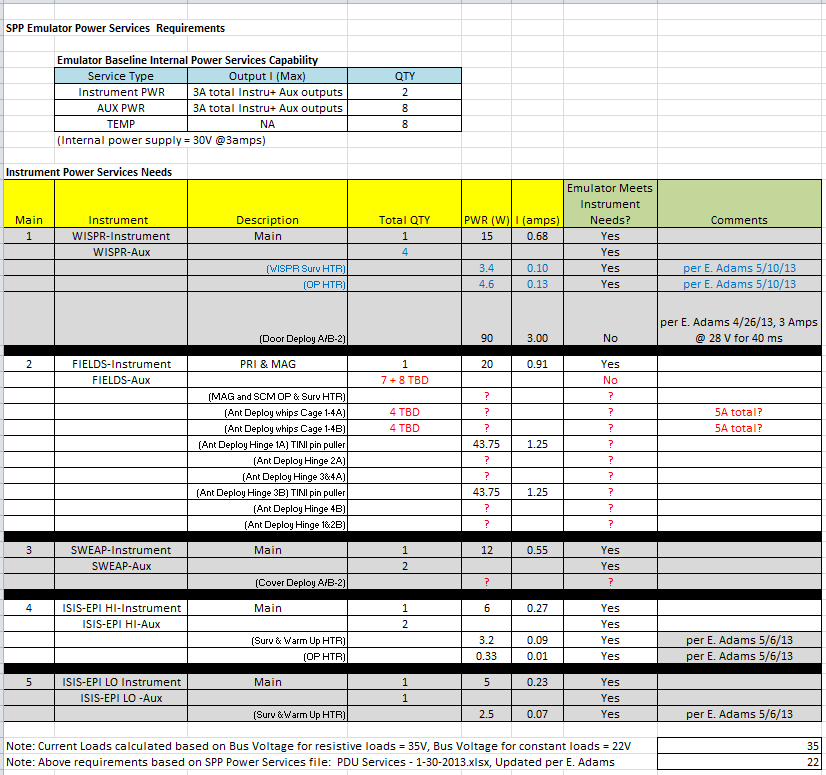 SPP Emulator Power Services Requirements
Emulator Baseline Internal Power Services Capability
Service Type Output I (Max) QTY
Instrument PWR 3A total Instru+ Aux outputs 2
AUX PWR 3A total Instru+ Aux outputs 8
TEMP NA 8
(Internal power supply = 30V @3amps)
Instrument Power Services Needs
Emulator Meets
Instrument
Main Instrument Description Total QTY PWR (W) I (amps) Needs? Comments
1 WISPR-Instrument Main 1 15 0.68 Yes
WISPR-Aux 4 Yes
(WISPR Surv HTR) 3.4 0.10 Yes per E. Adams 5/10/13
(OP HTR) 4.6 0.13 Yes per E. Adams 5/10/13
per E. Adams 4/26/13, 3 Amps
(Door Deploy A/B-2) 90 3.00 No @ 28 V for 40 ms
2 FIELDS-Instrument PRI & MAG 1 20 0.91 Yes
FIELDS-Aux 7 + 8 TBD No
(MAG and SCM OP & Surv HTR) ? ?
(Ant Deploy whips Cage 1-4A) 4 TBD ? ? 5A total?
(Ant Deploy whips Cage 1-4B) 4 TBD ? ? 5A total?
(Ant Deploy Hinge 1A) TINI pin puller 43.75 1.25 ?
(Ant Deploy Hinge 2A) ? ?
(Ant Deploy Hinge 3&4A) ? ?
(Ant Deploy Hinge 3B) TINI pin puller 43.75 1.25 ?
(Ant Deploy Hinge 4B) ? ?
(Ant Deploy Hinge 1&2B) ? ?
3 SWEAP-Instrument Main 1 12 0.55 Yes
SWEAP-Aux 2 Yes
(Cover Deploy A/B-2) ? ?
4 ISIS-EPI HI-Instrument Main 1 6 0.27 Yes
ISIS-EPI HI-Aux 2 Yes
(Surv & Warm Up HTR) 3.2 0.09 Yes per E. Adams 5/6/13
(OP HTR) 0.33 0.01 Yes per E. Adams 5/6/13
5 ISIS-EPI LO Instrument Main 1 5 0.23 Yes
ISIS-EPI LO -Aux 1 Yes
(Surv &Warm Up HTR) 2.5 0.07 Yes per E. Adams 5/6/13
Note: Current Loads calculated based on Bus Voltage for resistive loads = 35V, Bus Voltage for constant loads = 22V 35
Note: Above requirements based on SPP Power Services file: PDU Services - 1-30-2013.xlsx, Updated per E. Adams 22